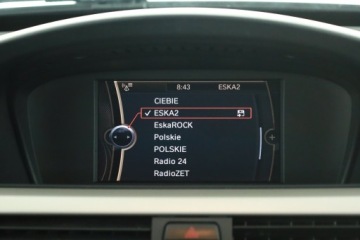 8:43 ESKA2
CIEBIE
ESKA2
EskaROCK
Polskie
POLSKIE
Radio 24
RadioZET